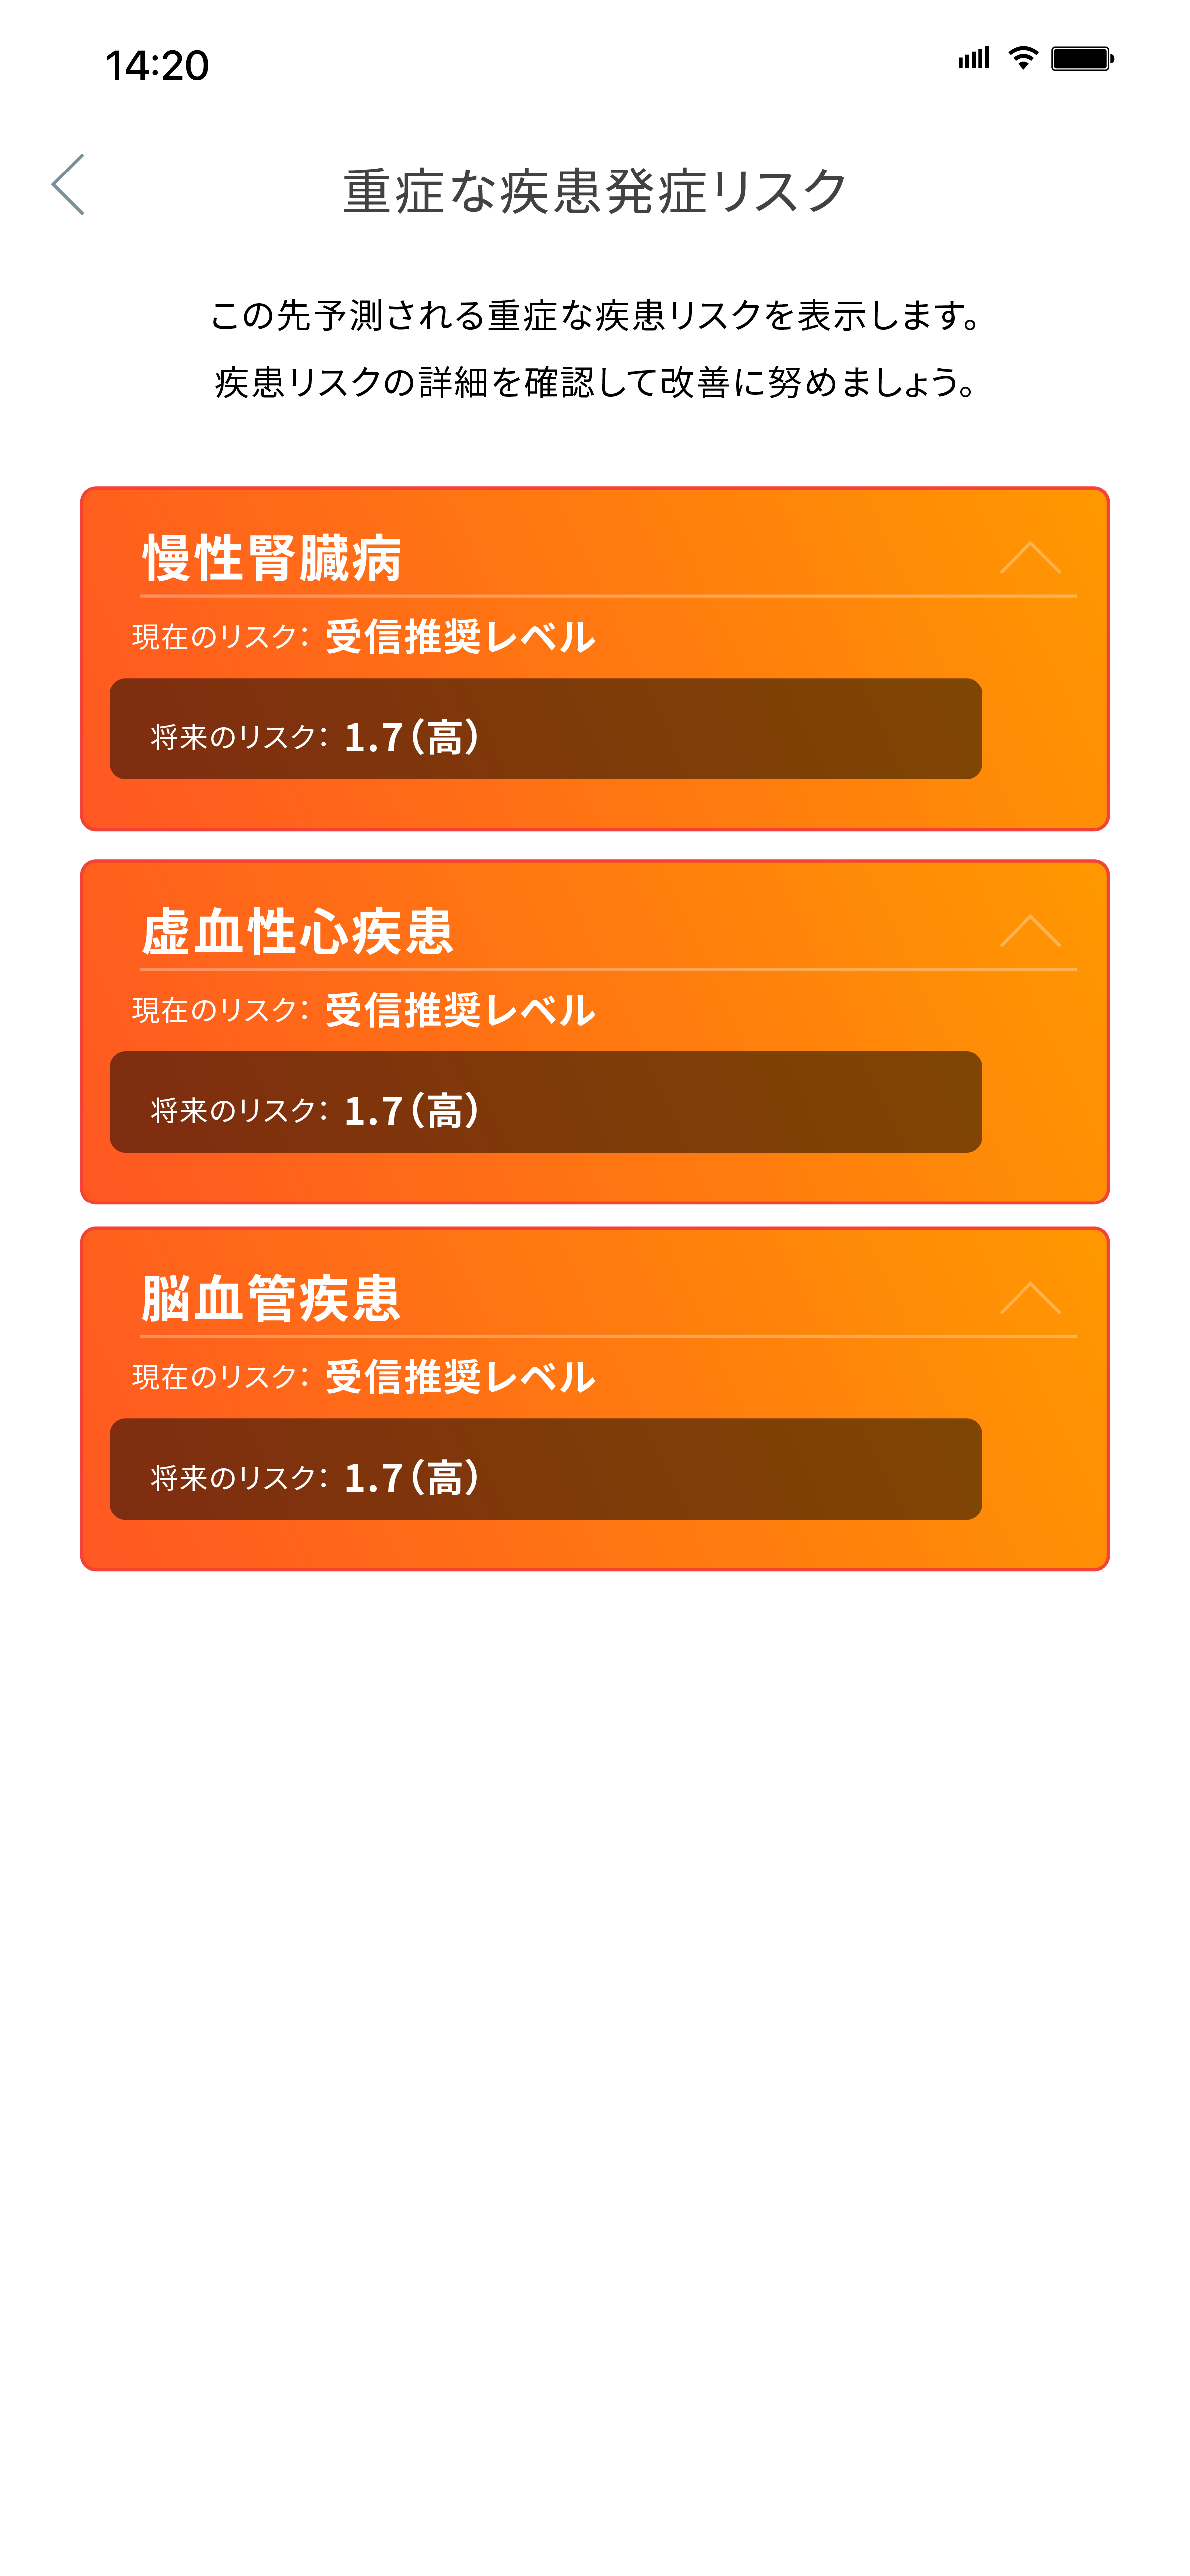 14:20
重症な疾患発症リスク
この先予測される重症な疾患リスクを表示します。
疾患リスクの詳細を確認して改善に努めましょう。
慢性腎臓病
現在のリスク： 受信推奨レベル
将来のリスク： 1.7（高）
虚血性心疾患
現在のリスク： 受信推奨レベル
将来のリスク： 1.7（高）
脳血管疾患
現在のリスク： 受信推奨レベル
将来のリスク： 1.7（高）